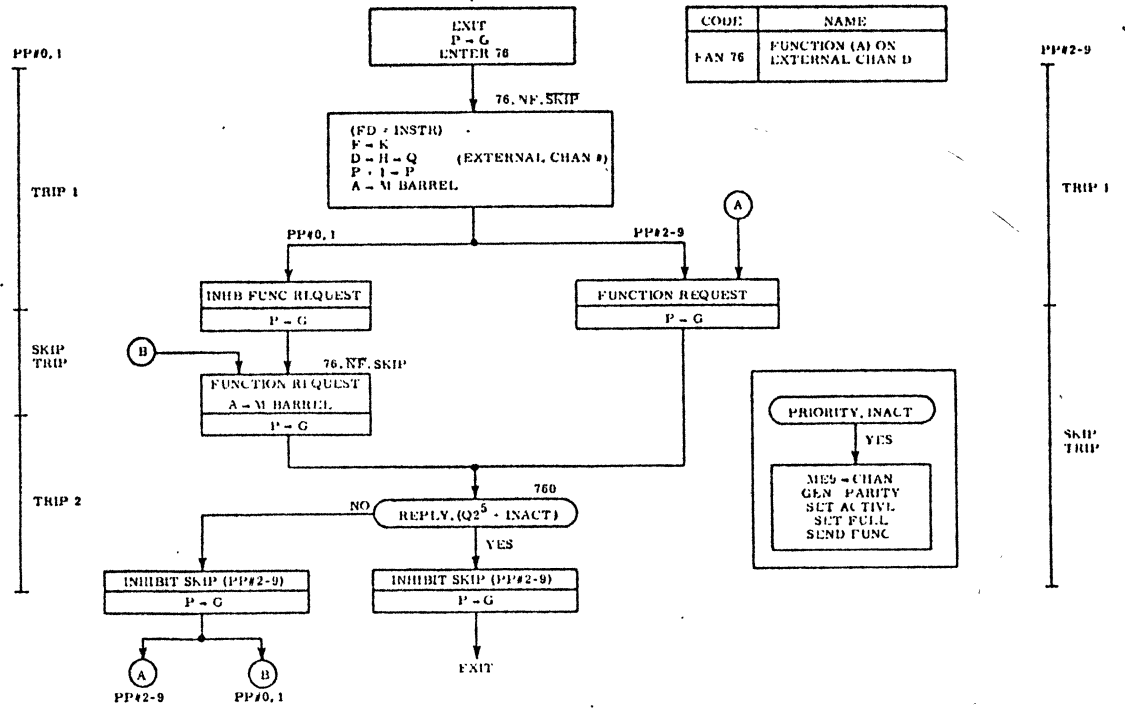 EXIT
P → G
ENTER 76
CODE NAME
FAN 76 FUNCTION (A) ON
EXTERNAL CHAN D
PP#0,1
PP#2-9
76. NF. SKIP
(FD = INSTR)
F → K
D → H → Q (EXTERNAL CHAN #)
P + 1 → P
A → M BARREL
TRIP 1
TRIP 1
A
PP#0,1
PP#2-9
INHB FUNC REQUEST
P → G
FUNCTION REQUEST
P → G
SKIP
TRIP
B
76. NF. SKIP
FUNCTION REQUEST
A → M BARREL
P → G
PRIORITY, INACT
YES
SKIP
TRIP
ME5 → CHAN
GEN PARITY
SET ACTIVE
SET FULL
SEND FUNC
TRIP 2
760
NO
REPLY, (Q2⁵ + INACT)
YES
INHIBIT SKIP (PP#2-9)
P → G
INHIBIT SKIP (PP#2-9)
P → G
A
B
EXIT
PP#2-9
PP#0,1